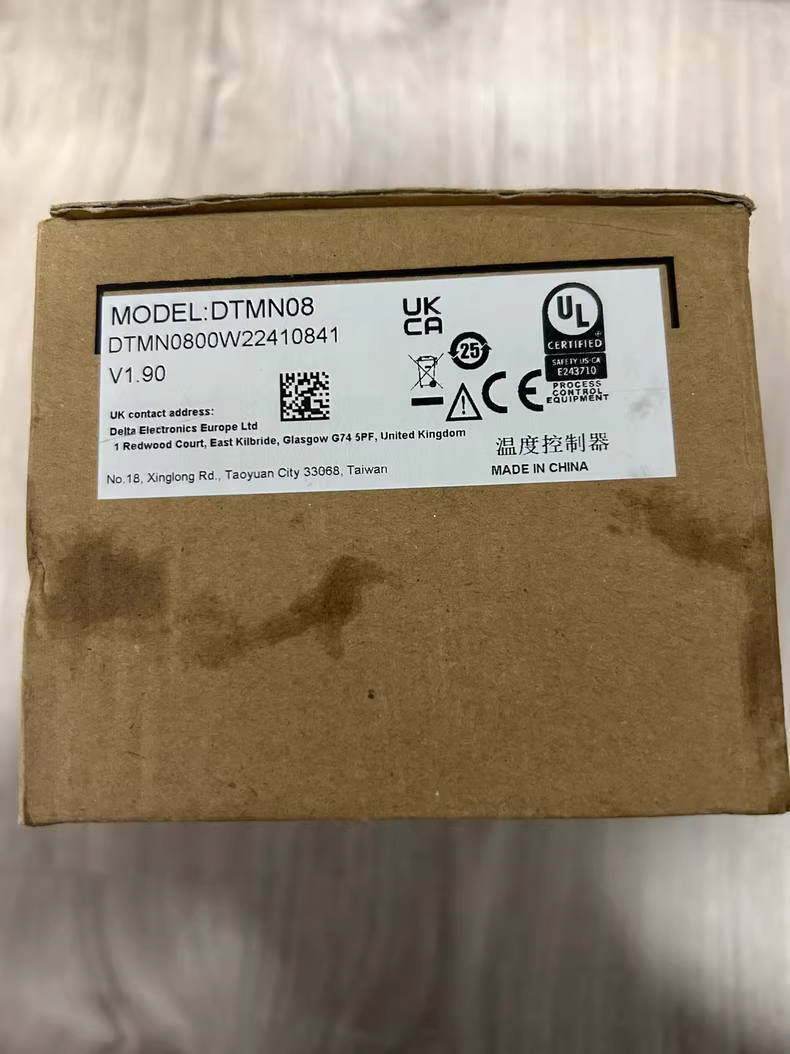 MODEL:DTMN08
DTMN0800W22410841
V1.90
UK
CA
25
UL
CERTIFIED
SAFETY US-CA
E243710
PROCESS
CONTROL
EQUIPMENT
CE
UK contact address:
Delta Electronics Europe Ltd
1 Redwood Court, East Kilbride, Glasgow G74 5PF, United Kingdom
No.18, Xinglong Rd., Taoyuan City 33068, Taiwan
温度控制器
MADE IN CHINA